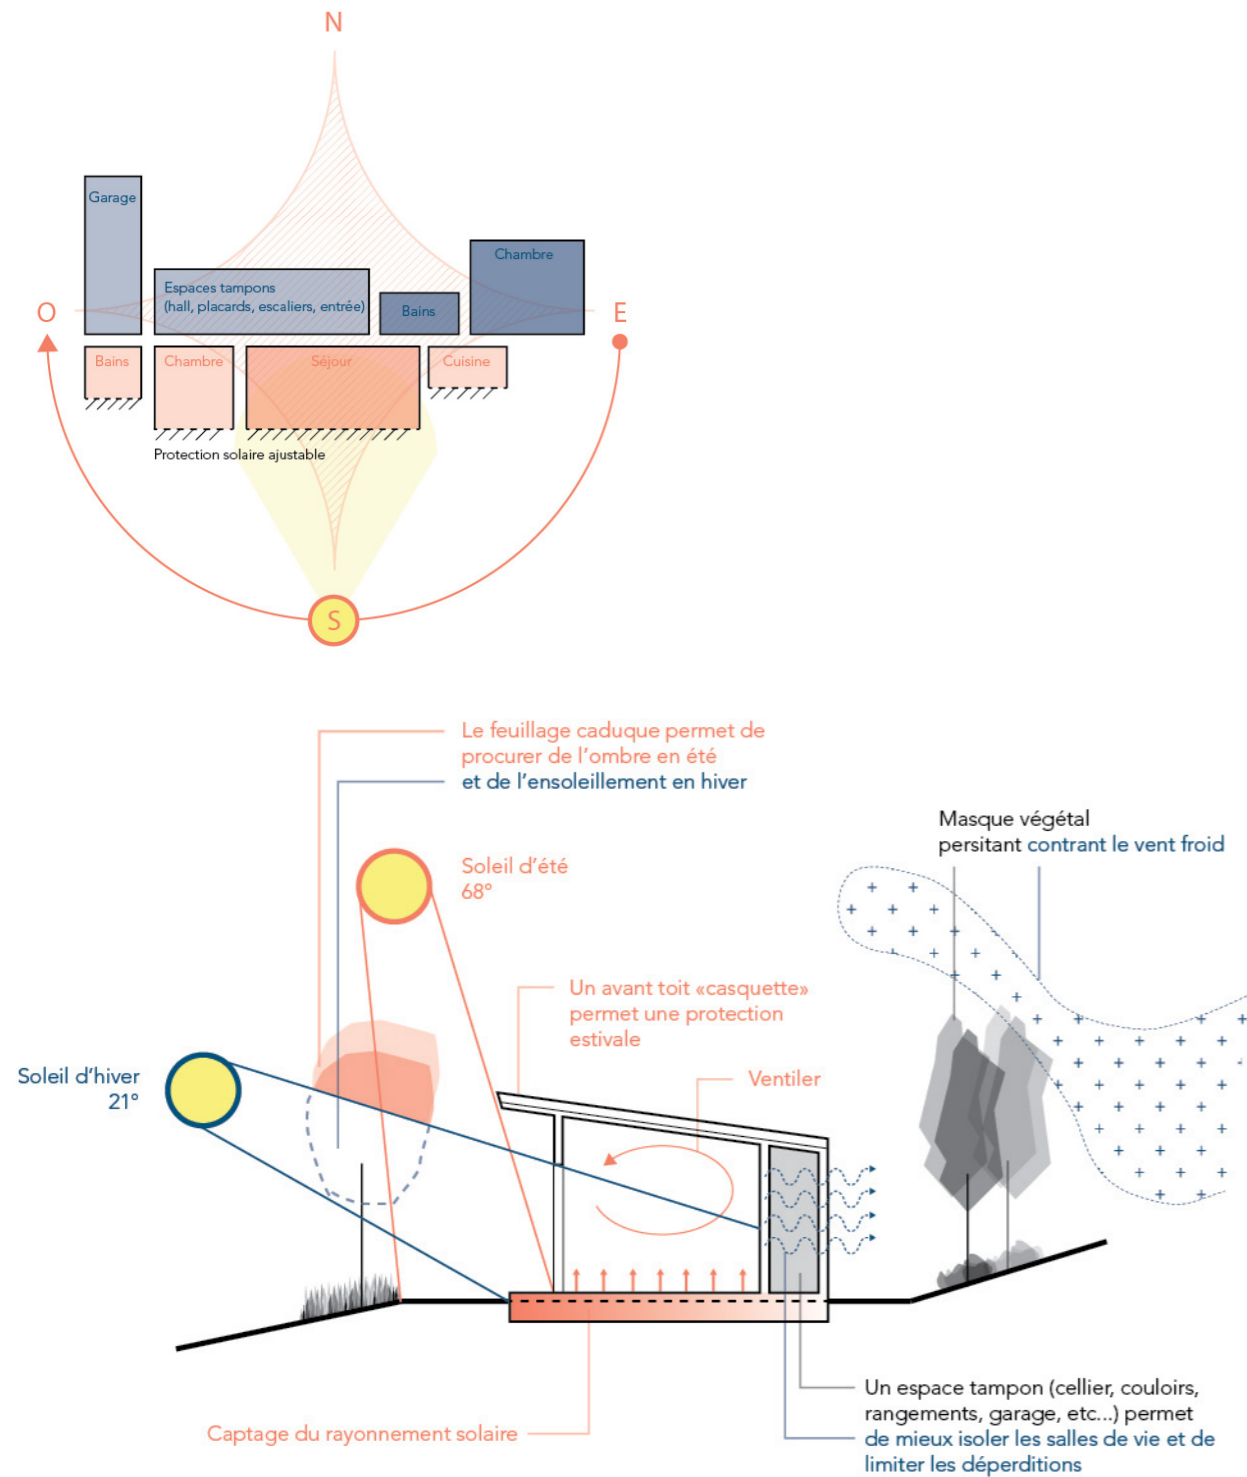 N
Garage
Chambre
Espaces tampons
(hall, placards, escaliers, entrée)
Bains
O
E
Bains
Chambre
Séjour
Cuisine
Protection solaire ajustable
S
Le feuillage caduque permet de
procurer de l'ombre en été
et de l'ensoleillement en hiver
Masque végétal
persitant contrant le vent froid
Soleil d'été
68°
Un avant toit «casquette»
permet une protection
estivale
Soleil d'hiver
21°
Ventiler
Un espace tampon (cellier, couloirs,
rangements, garage, etc...) permet
de mieux isoler les salles de vie et de
limiter les déperditions
Captage du rayonnement solaire